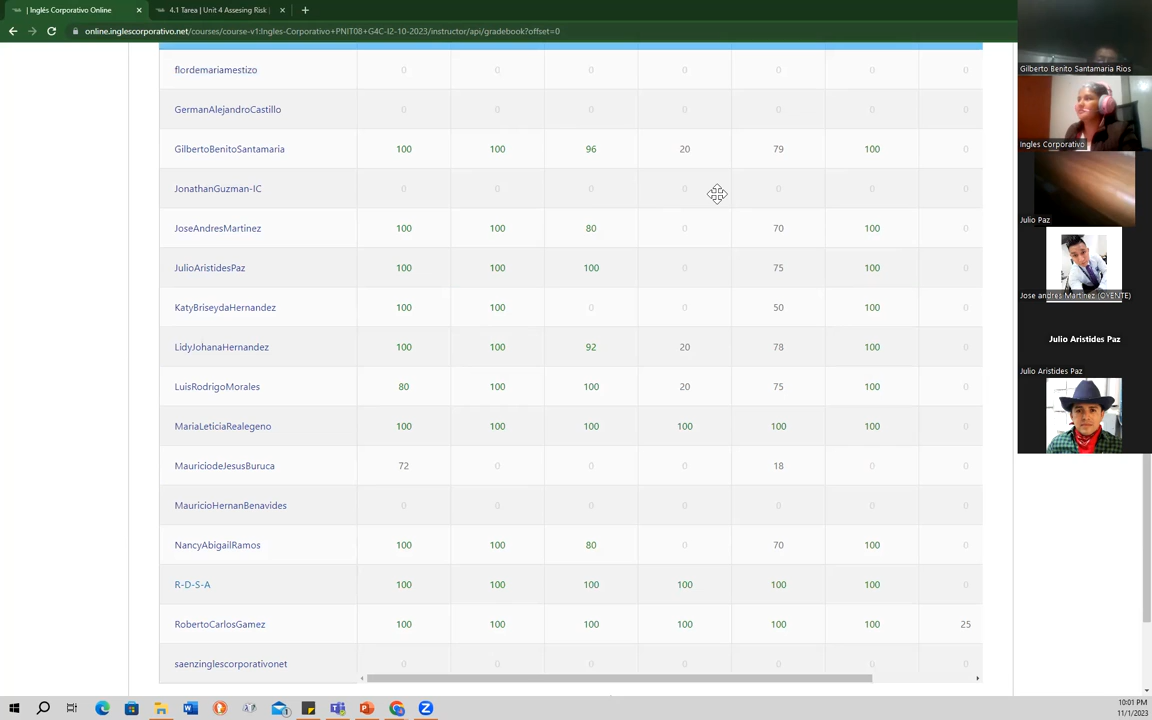 | Inglés Corporativo Online
4.1 Tarea | Unit 4 Assesing Risk |
online.inglescorporativo.net/courses/course-v1:Ingles-Corporativo+PNIT08+G4C-I2-10-2023/instructor/api/gradebook?offset=0
flordemariamestizo 0 0 0 0 0 0 0
GermanAlejandroCastillo 0 0 0 0 0 0 0
GilbertoBenitoSantamaria 100 100 96 20 79 100 0
JonathanGuzman-IC 0 0 0 0 0 0 0
JoseAndresMartinez 100 100 80 0 70 100 0
JulioAristidesPaz 100 100 100 0 75 100 0
KatyBriseydaHernandez 100 100 0 0 50 100 0
LidyJohanaHernandez 100 100 92 20 78 100 0
LuisRodrigoMorales 80 100 100 20 75 100 0
MariaLeticiaRealegeno 100 100 100 100 100 100 0
MauriciodeJesusBuruca 72 0 0 0 18 0 0
MauricioHernanBenavides 0 0 0 0 0 0 0
NancyAbigailRamos 100 100 80 0 70 100 0
R-D-S-A 100 100 100 100 100 100 0
RobertoCarlosGamez 100 100 100 100 100 100 25
saenzinglescorporativonet 0 0 0 0 0 0 0
Gilberto Benito Santamaria Rios
Ingles Corporativo
Julio Paz
Jose andres Martinez (OYENTE)
Julio Aristides Paz
Julio Aristides Paz
10:01 PM
11/1/2023